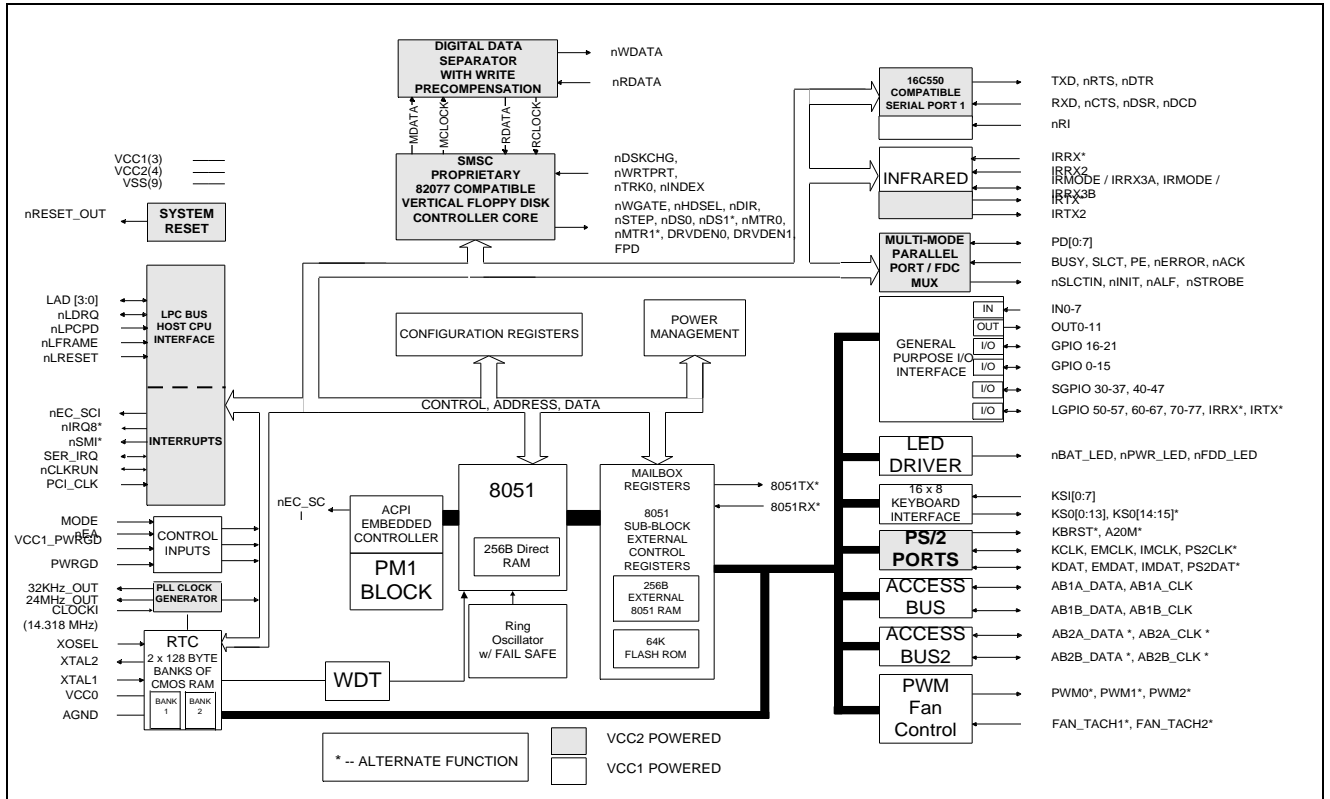 DIGITAL DATA
SEPARATOR
WITH WRITE
PRECOMPENSATION
nWDATA
nRDATA
MDATA
MCLOCK
RDATA
RCLOCK
SMSC
PROPRIETARY
82077 COMPATIBLE
VERTICAL FLOPPY DISK
CONTROLLER CORE
nDSKCHG,
nWRTPRT,
nTRK0, nINDEX
nWGATE, nHDSEL, nDIR,
nSTEP, nDS0, nDS1*, nMTR0,
nMTR1*, DRVDEN0, DRVDEN1,
FPD
VCC1(3)
VCC2(4)
VSS(9)
nRESET_OUT
SYSTEM
RESET
LAD [3:0]
nLDRQ
nLPCPD
nLFRAME
nLRESET
LPC BUS
HOST CPU
INTERFACE
nEC_SCI
nIRQ8*
nSMI*
SER_IRQ
nCLKRUN
PCI_CLK
INTERRUPTS
MODE
nEA
VCC1_PWRGD
PWRGD
CONTROL
INPUTS
32KHz_OUT
24MHz_OUT
CLOCKI
(14.318 MHz)
PLL CLOCK
GENERATOR
XOSEL
XTAL2
XTAL1
VCC0
AGND
RTC
2 x 128 BYTE
BANKS OF
CMOS RAM
BANK
1
BANK
2
CONFIGURATION REGISTERS
POWER
MANAGEMENT
CONTROL, ADDRESS, DATA
nEC_SC
I
ACPI
EMBEDDED
CONTROLLER
PM1
BLOCK
8051
256B Direct
RAM
Ring
Oscillator
w/ FAIL SAFE
WDT
MAILBOX
REGISTERS
8051
SUB-BLOCK
EXTERNAL
CONTROL
REGISTERS
256B
EXTERNAL
8051 RAM
64K
FLASH ROM
8051TX*
8051RX*
16C550
COMPATIBLE
SERIAL PORT 1
TXD, nRTS, nDTR
RXD, nCTS, nDSR, nDCD
nRI
INFRARED
IRRX*
IRRX2
IRMODE / IRRX3A, IRMODE /
IRRX3B
IRTX*
IRTX2
MULTI-MODE
PARALLEL
PORT / FDC
MUX
PD[0:7]
BUSY, SLCT, PE, nERROR, nACK
nSLCTIN, nINIT, nALF, nSTROBE
GENERAL
PURPOSE I/O
INTERFACE
IN
OUT
I/O
I/O
I/O
I/O
IN0-7
OUT0-11
GPIO 16-21
GPIO 0-15
SGPIO 30-37, 40-47
LGPIO 50-57, 60-67, 70-77, IRRX*, IRTX*
LED
DRIVER
nBAT_LED, nPWR_LED, nFDD_LED
16 x 8
KEYBOARD
INTERFACE
KSI[0:7]
KS0[0:13], KS0[14:15]*
PS/2
PORTS
KBRST*, A20M*
KCLK, EMCLK, IMCLK, PS2CLK*
KDAT, EMDAT, IMDAT, PS2DAT*
ACCESS
BUS
AB1A_DATA, AB1A_CLK
AB1B_DATA, AB1B_CLK
ACCESS
BUS2
AB2A_DATA *, AB2A_CLK *
AB2B_DATA *, AB2B_CLK *
PWM
Fan
Control
PWM0*, PWM1*, PWM2*
FAN_TACH1*, FAN_TACH2*
* -- ALTERNATE FUNCTION
VCC2 POWERED
VCC1 POWERED